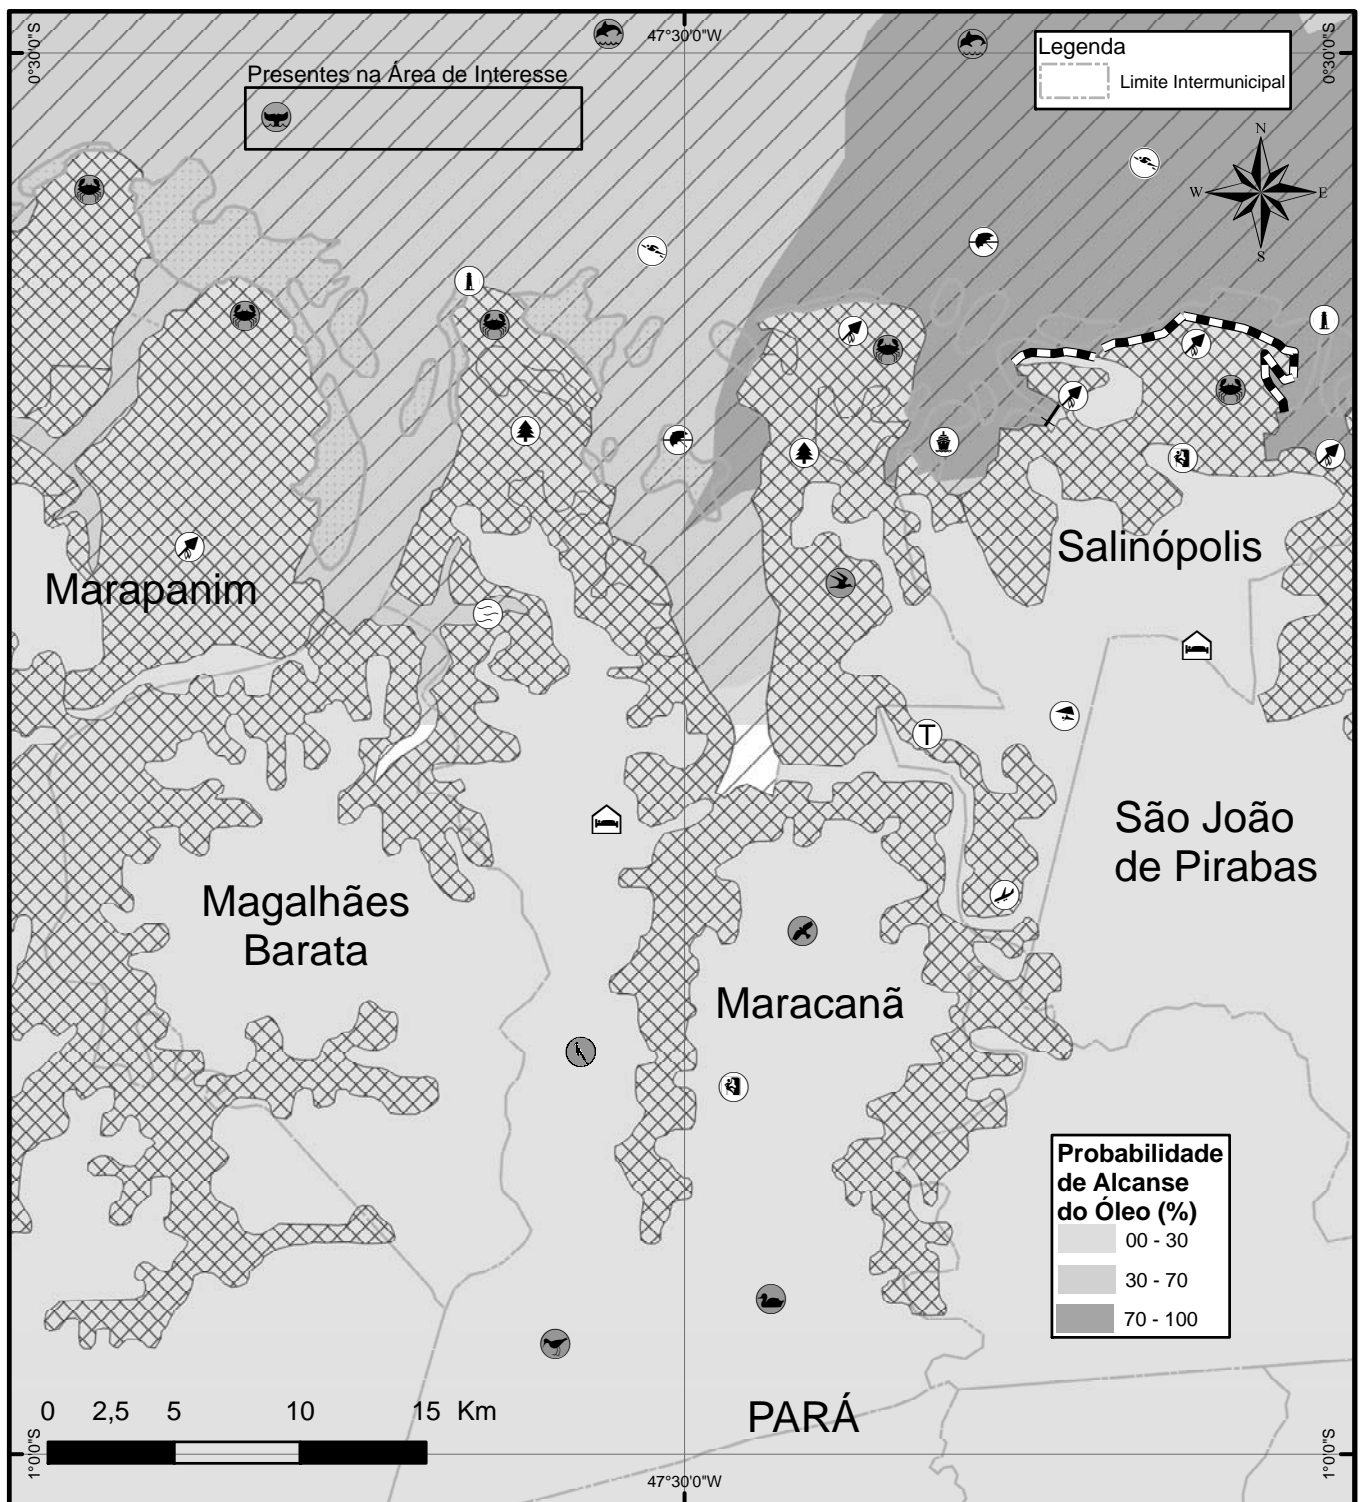 0°30'0"S
47°30'0"W
0°30'0"S
Legenda
Limite Intermunicipal
Presentes na Área de Interesse
N
W
E
S
Salinópolis
Marapanim
T
São João
de Pirabas
Magalhães
Barata
Maracanã
Probabilidade
de Alcanse
do Óleo (%)
00 - 30
30 - 70
70 - 100
0 2,5 5 10 15 Km
PARÁ
1°0'0"S
47°30'0"W
1°0'0"S